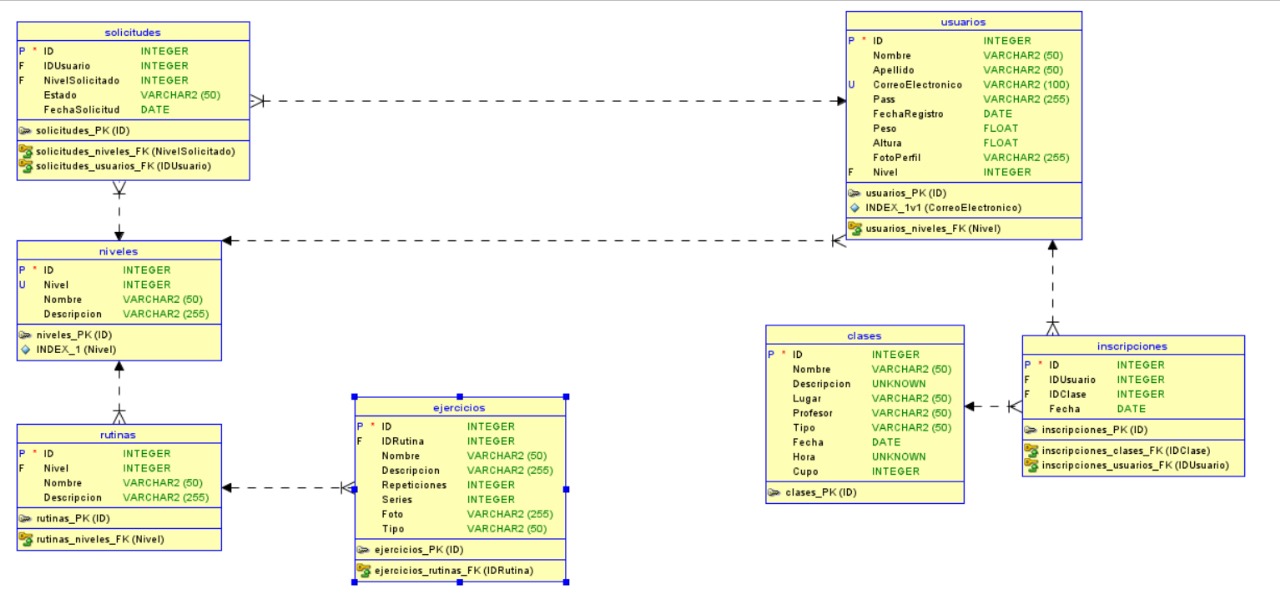 solicitudes
P * ID INTEGER
F IDUsuario INTEGER
F NivelSolicitado INTEGER
Estado VARCHAR2 (50)
FechaSolicitud DATE
solicitudes_PK (ID)
solicitudes_niveles_FK (NivelSolicitado)
solicitudes_usuarios_FK (IDUsuario)
usuarios
P * ID INTEGER
Nombre VARCHAR2 (50)
Apellido VARCHAR2 (50)
U CorreoElectronico VARCHAR2 (100)
Pass VARCHAR2 (255)
FechaRegistro DATE
Peso FLOAT
Altura FLOAT
FotoPerfil VARCHAR2 (255)
F Nivel INTEGER
usuarios_PK (ID)
INDEX_1v1 (CorreoElectronico)
usuarios_niveles_FK (Nivel)
niveles
P * ID INTEGER
U Nivel INTEGER
Nombre VARCHAR2 (50)
Descripcion VARCHAR2 (255)
niveles_PK (ID)
INDEX_1 (Nivel)
clases
P * ID INTEGER
Nombre VARCHAR2 (50)
Descripcion UNKNOWN
Lugar VARCHAR2 (50)
Profesor VARCHAR2 (50)
Tipo VARCHAR2 (50)
Fecha DATE
Hora UNKNOWN
Cupo INTEGER
clases_PK (ID)
inscripciones
P * ID INTEGER
F IDUsuario INTEGER
F IDClase INTEGER
Fecha DATE
inscripciones_PK (ID)
inscripciones_clases_FK (IDClase)
inscripciones_usuarios_FK (IDUsuario)
rutinas
P * ID INTEGER
F Nivel INTEGER
Nombre VARCHAR2 (50)
Descripcion VARCHAR2 (255)
rutinas_PK (ID)
rutinas_niveles_FK (Nivel)
ejercicios
P * ID INTEGER
F IDRutina INTEGER
Nombre VARCHAR2 (50)
Descripcion VARCHAR2 (255)
Repeticiones INTEGER
Series INTEGER
Foto VARCHAR2 (255)
Tipo VARCHAR2 (50)
ejercicios_PK (ID)
ejercicios_rutinas_FK (IDRutina)